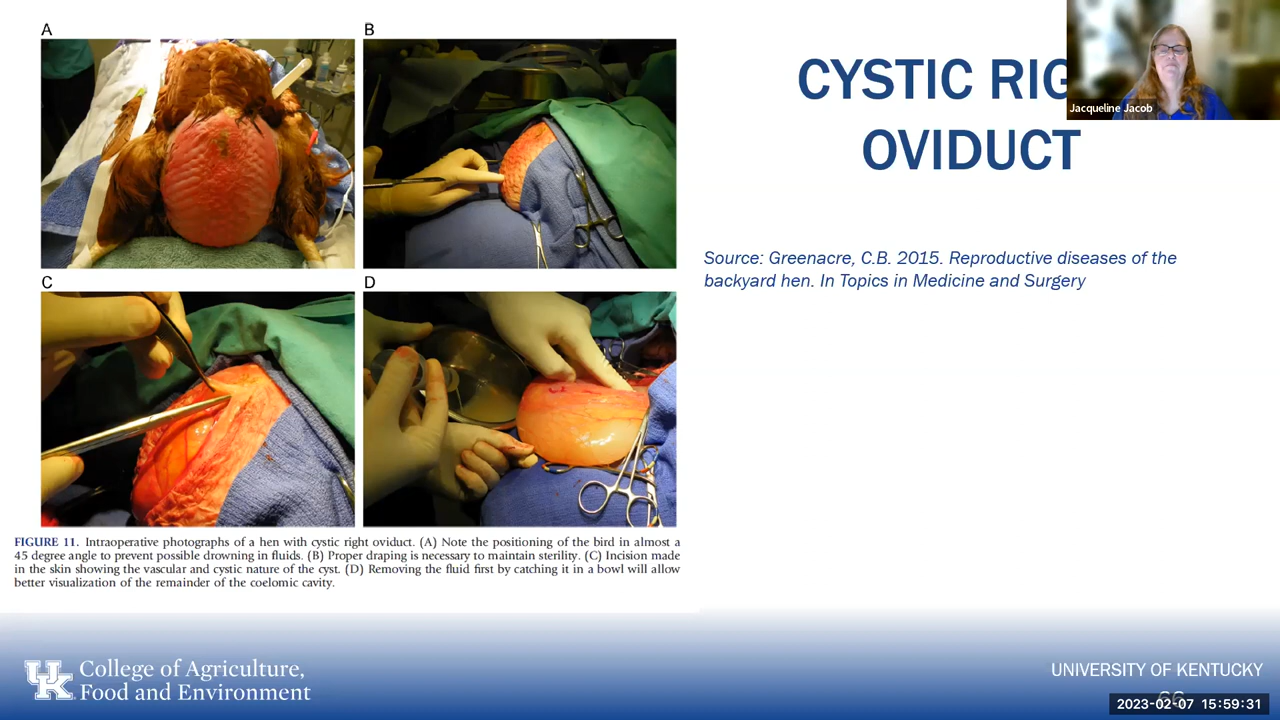 A
B
C
D
CYSTIC RIG
OVIDUCT
Jacqueline Jacob
Source: Greenacre, C.B. 2015. Reproductive diseases of the
backyard hen. In Topics in Medicine and Surgery
FIGURE 11. Intraoperative photographs of a hen with cystic right oviduct. (A) Note the positioning of the bird in almost a
45 degree angle to prevent possible drowning in fluids. (B) Proper draping is necessary to maintain sterility. (C) Incision made
in the skin showing the vascular and cystic nature of the cyst. (D) Removing the fluid first by catching it in a bowl will allow
better visualization of the remainder of the coelomic cavity.
UK
College of Agriculture,
Food and Environment
UNIVERSITY OF KENTUCKY
2023-02-07 15:59:31